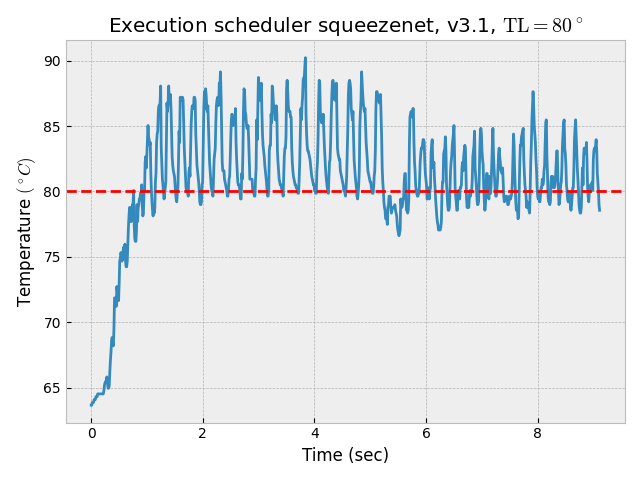 Execution scheduler squeezenet, v3.1, TL = 80°
90
85
80
75
70
65
Temperature (°C)
0 2 4 6 8
Time (sec)